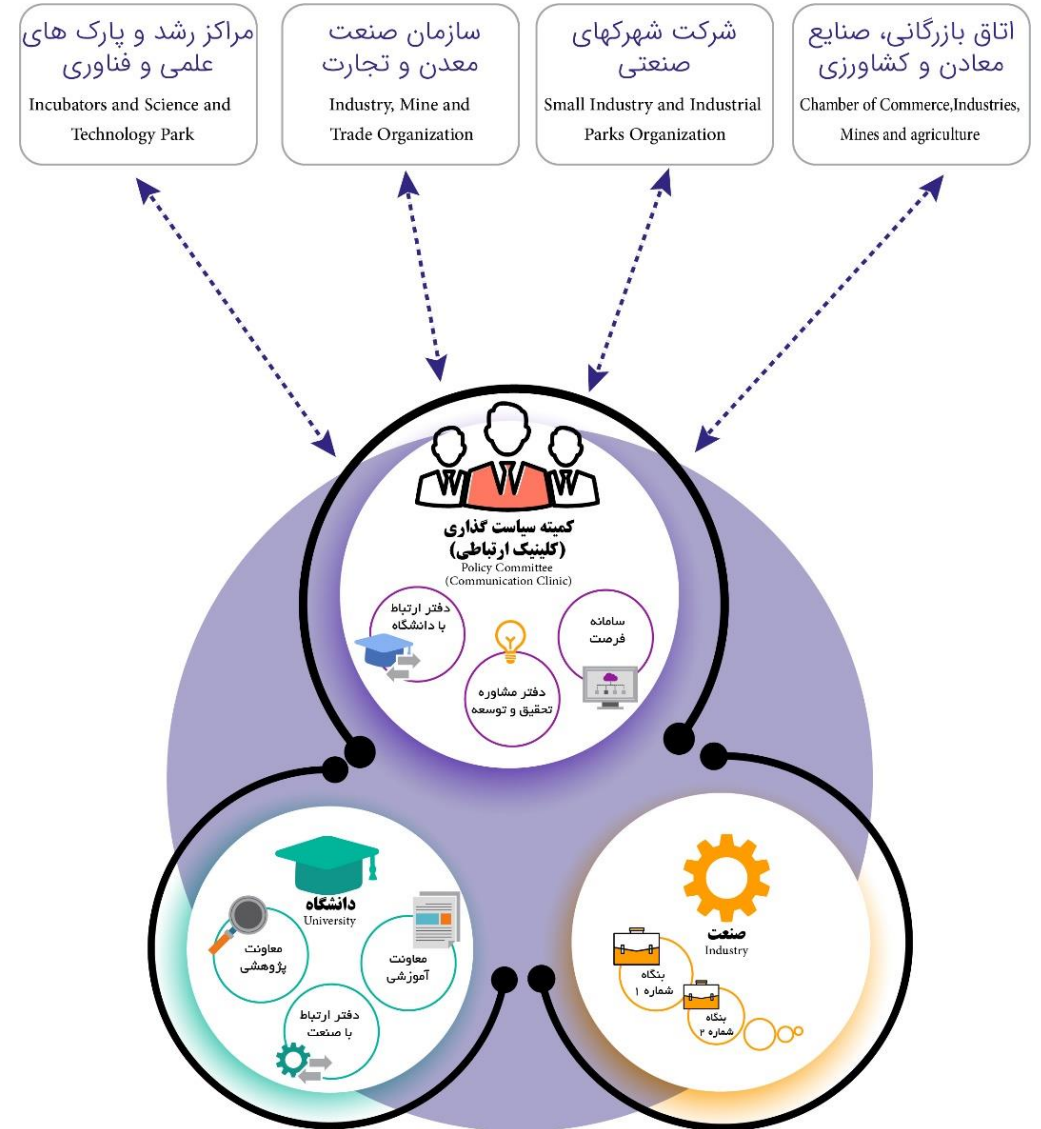 مراکز رشد و پارک های
علمی و فناوری
Incubators and Science and
Technology Park
سازمان صنعت
معدن و تجارت
Industry, Mine and
Trade Organization
شرکت شهرکهای
صنعتی
Small Industry and Industrial
Parks Organization
اتاق بازرگانی، صنایع
معادن و کشاورزی
Chamber of Commerce,Industries,
Mines and agriculture
کمیته سیاست گذاری
(کلینیک ارتباطی)
Policy Committee
(Communication Clinic)
دفتر ارتباط
با دانشگاه
دفتر مشاوره
تحقیق و توسعه
سامانه
فرصت
دانشگاه
University
معاونت
پژوهشی
معاونت
آموزشی
دفتر ارتباط
با صنعت
صنعت
Industry
بنگاه
شماره ۱
بنگاه
شماره ۲